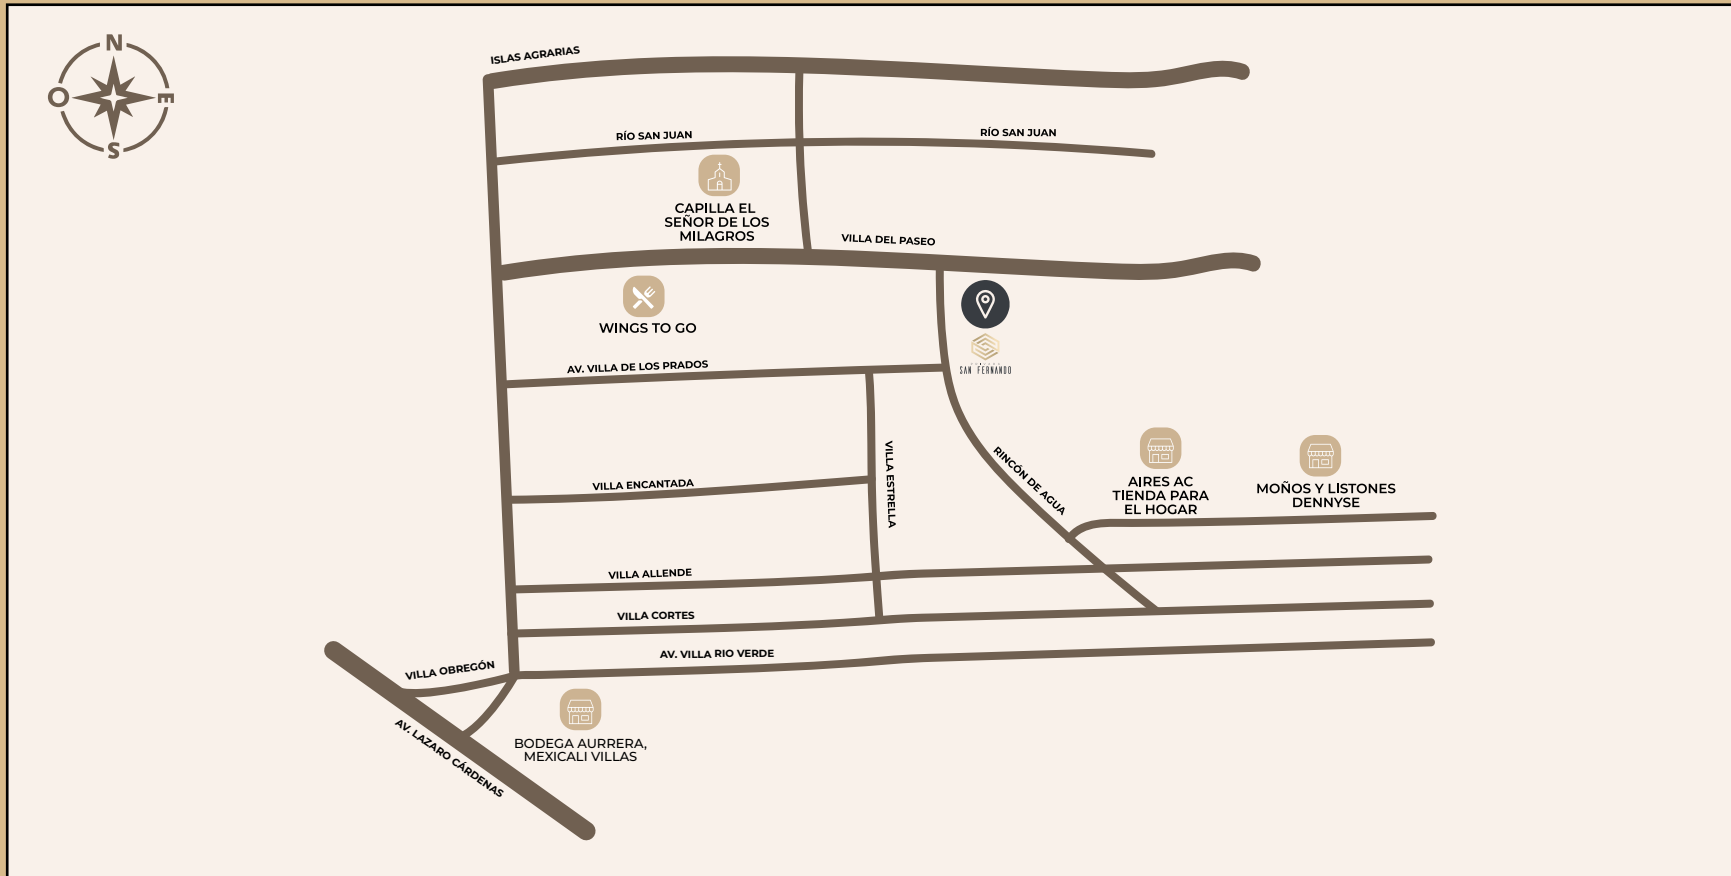 N
O
E
S
ISLAS AGRARIAS
RÍO SAN JUAN
RÍO SAN JUAN
CAPILLA EL
SEÑOR DE LOS
MILAGROS
VILLA DEL PASEO
WINGS TO GO
SAN FERNANDO
AV. VILLA DE LOS PRADOS
VILLA ESTRELLA
RINCÓN DE AGUA
AIRES AC
TIENDA PARA
EL HOGAR
MOÑOS Y LISTONES
DENNYSE
VILLA ENCANTADA
VILLA ALLENDE
VILLA CORTES
AV. VILLA RIO VERDE
VILLA OBREGÓN
AV. LAZARO CÁRDENAS
BODEGA AURRERA,
MEXICALI VILLAS